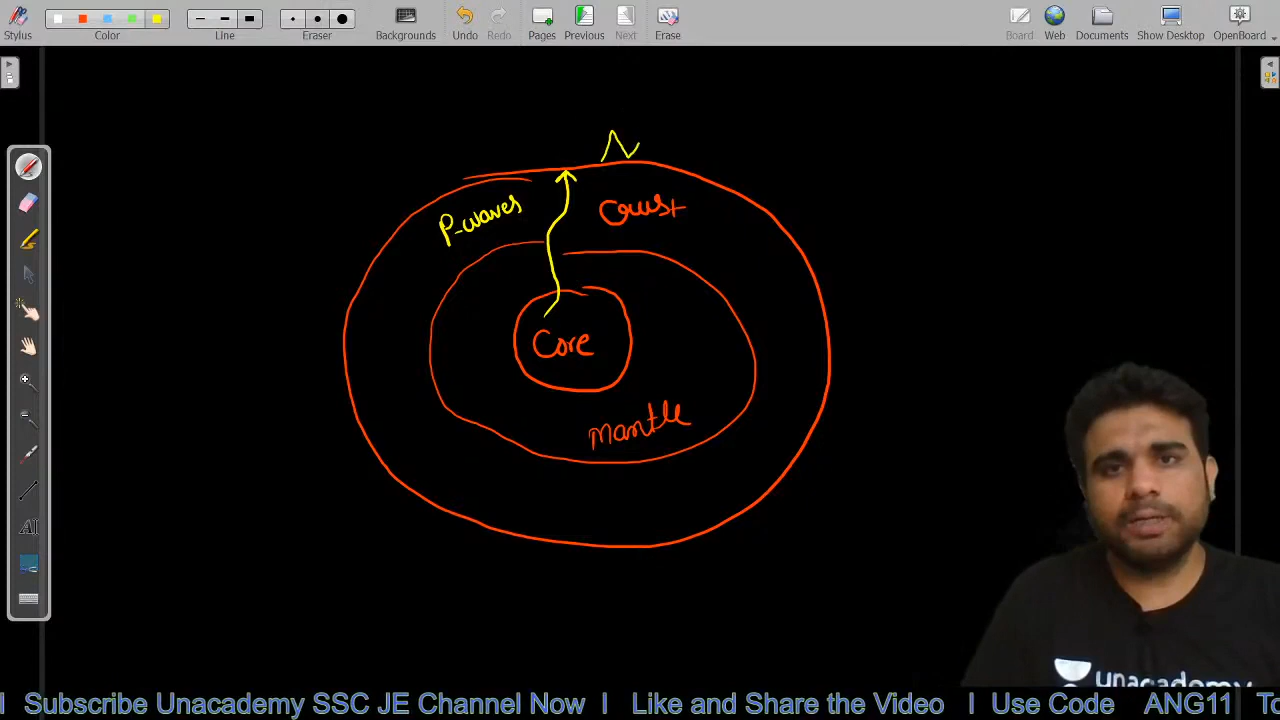 Stylus
Color
Line
Eraser
Backgrounds
Undo
Redo
Pages
Previous
Next
Erase
Board
Web
Documents
Show Desktop
OpenBoard
P-waves
Crust
Core
Mantle
unacademy
I Subscribe Unacademy SSC JE Channel Now I Like and Share the Video I Use Code ANG11 To